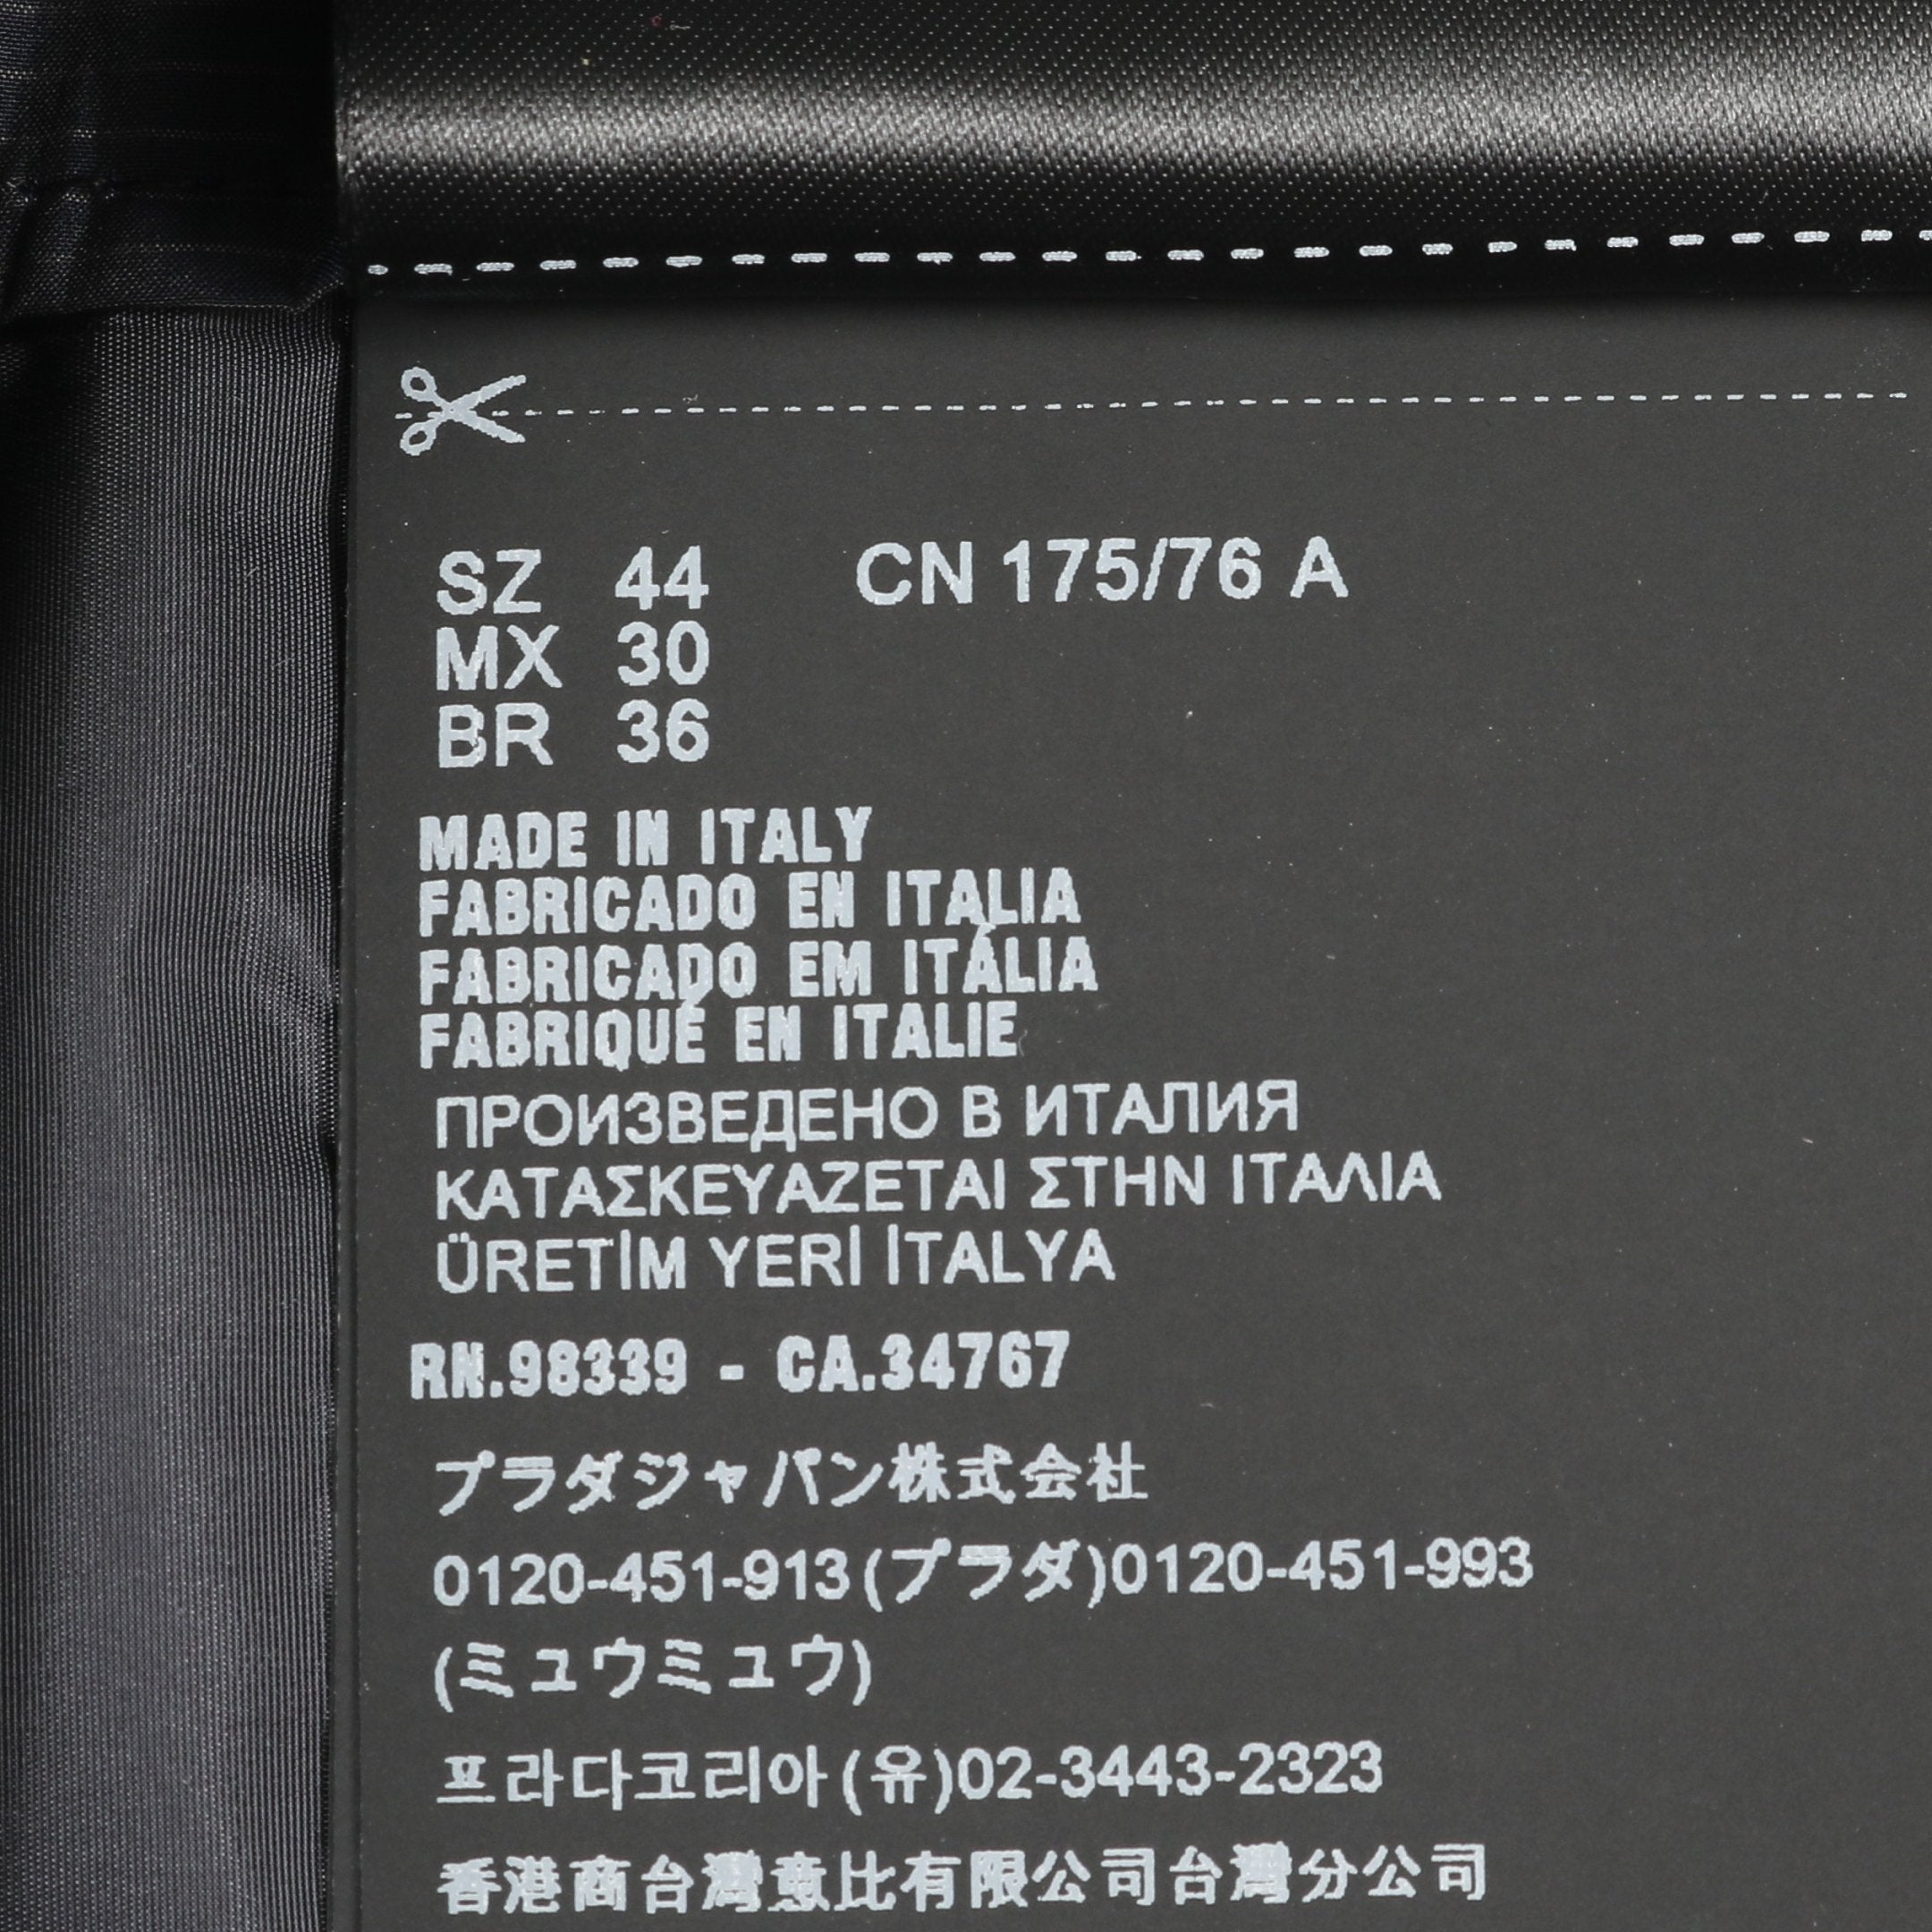 SZ 44 CN 175/76 A
MX 30
BR 36
MADE IN ITALY
FABRICADO EN ITALIA
FABRICADO EM ITÁLIA
FABRIQUÉ EN ITALIE
ПРОИЗВЕДЕНО В ИТАЛИЯ
ΚΑΤΑΣΚΕΥΑΖΕΤΑΙ ΣΤΗΝ ΙΤΑΛΙΑ
ÜRETİM YERİ İTALYA
RN.98339 - CA.34767
プラダジャパン株式会社
0120-451-913(プラダ)0120-451-993
(ミュウミュウ)
프라다코리아(유)02-3443-2323
香港商台灣意比有限公司台灣分公司